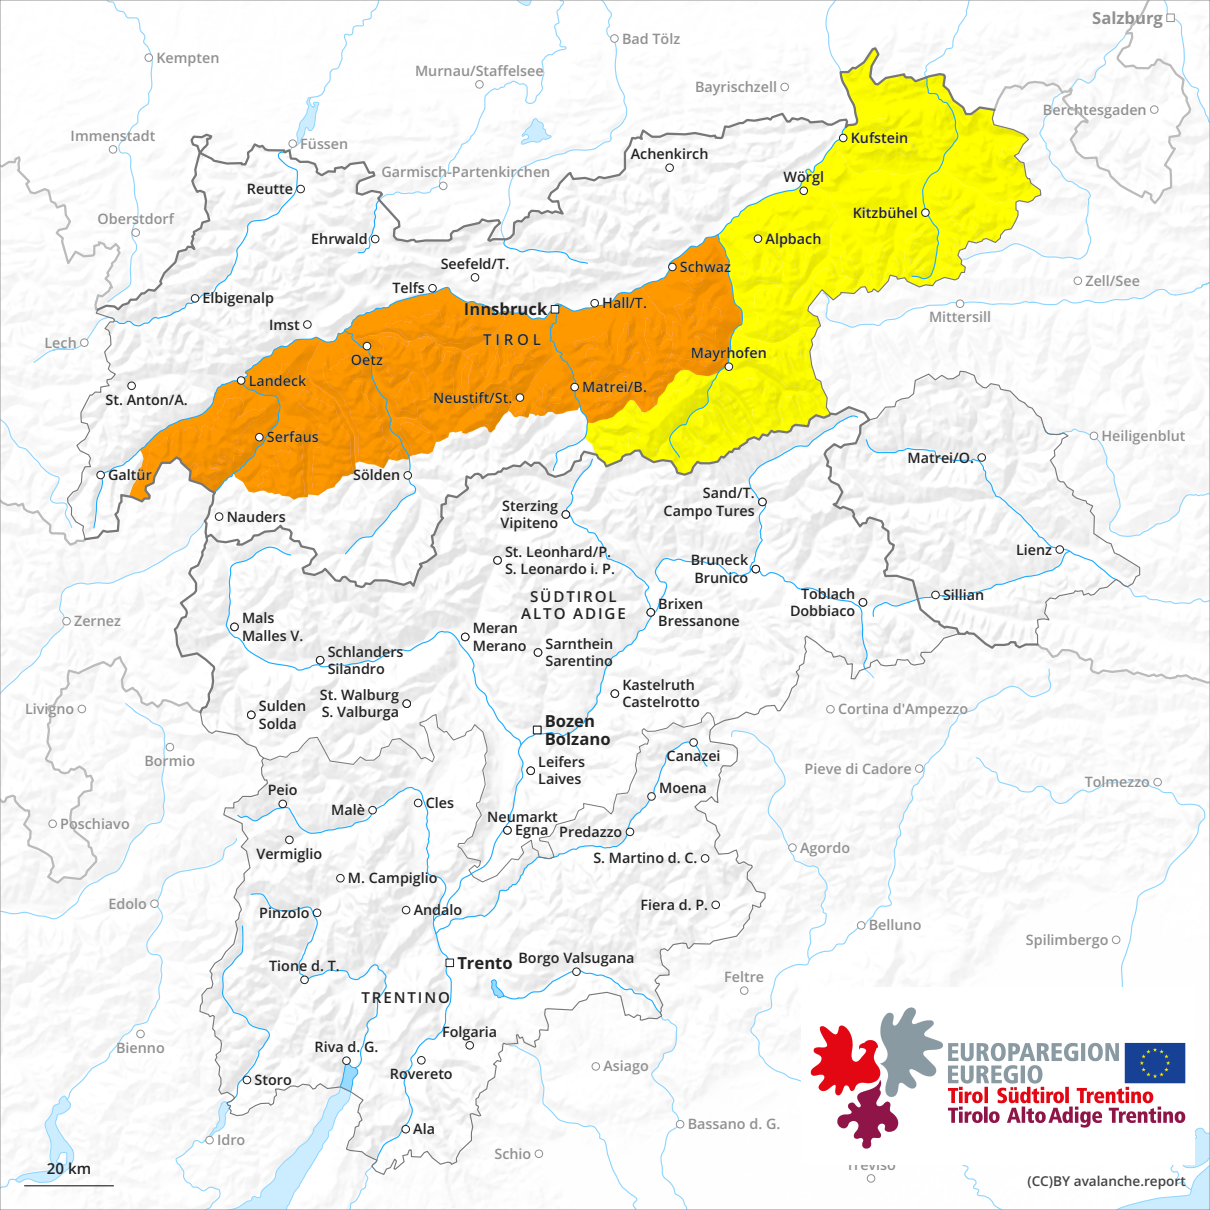 Salzburg
Bad Tölz
Kempten
Murnau/Staffelsee
Bayrischzell
Berchtesgaden
Immenstadt
Füssen
Kufstein
Achenkirch
Garmisch-Partenkirchen
Wörgl
Reutte
Oberstdorf
Kitzbühel
Ehrwald
Alpbach
Seefeld/T.
Schwaz
Zell/See
Telfs
Elbigenalp
Hall/T.
Innsbruck
Mittersill
Imst
TIROL
Lech
Oetz
Mayrhofen
Landeck
Matrei/B.
St. Anton/A.
Neustift/St.
Serfaus
Heiligenblut
Matrei/O.
Galtür
Sölden
Sand/T.
Campo Tures
Sterzing
Vipiteno
Nauders
Lienz
St. Leonhard/P.
S. Leonardo i. P.
Bruneck
Brunico
SÜDTIROL
ALTO ADIGE
Toblach
Dobbiaco
Sillian
Brixen
Bressanone
Zernez
Mals
Malles V.
Meran
Merano
Sarnthein
Sarentino
Schlanders
Silandro
Kastelruth
Castelrotto
St. Walburg
S. Valburga
Livigno
Sulden
Solda
Cortina d'Ampezzo
Bozen
Bolzano
Canazei
Bormio
Leifers
Laives
Pieve di Cadore
Tolmezzo
Peio
Moena
Cles
Malè
Neumarkt
Egna
Predazzo
Poschiavo
Vermiglio
Agordo
S. Martino d. C.
M. Campiglio
Edolo
Pinzolo
Andalo
Fiera d. P.
Belluno
Spilimbergo
Trento
Borgo Valsugana
Tione d. T.
Feltre
TRENTINO
Folgaria
Bienno
Riva d. G.
Rovereto
Asiago
Storo
EUROPAREGION
EUREGIO
Tirol Südtirol Trentino
Tirolo Alto Adige Trentino
Ala
Bassano d. G.
Idro
Schio
Treviso
20 km
(CC)BY avalanche.report